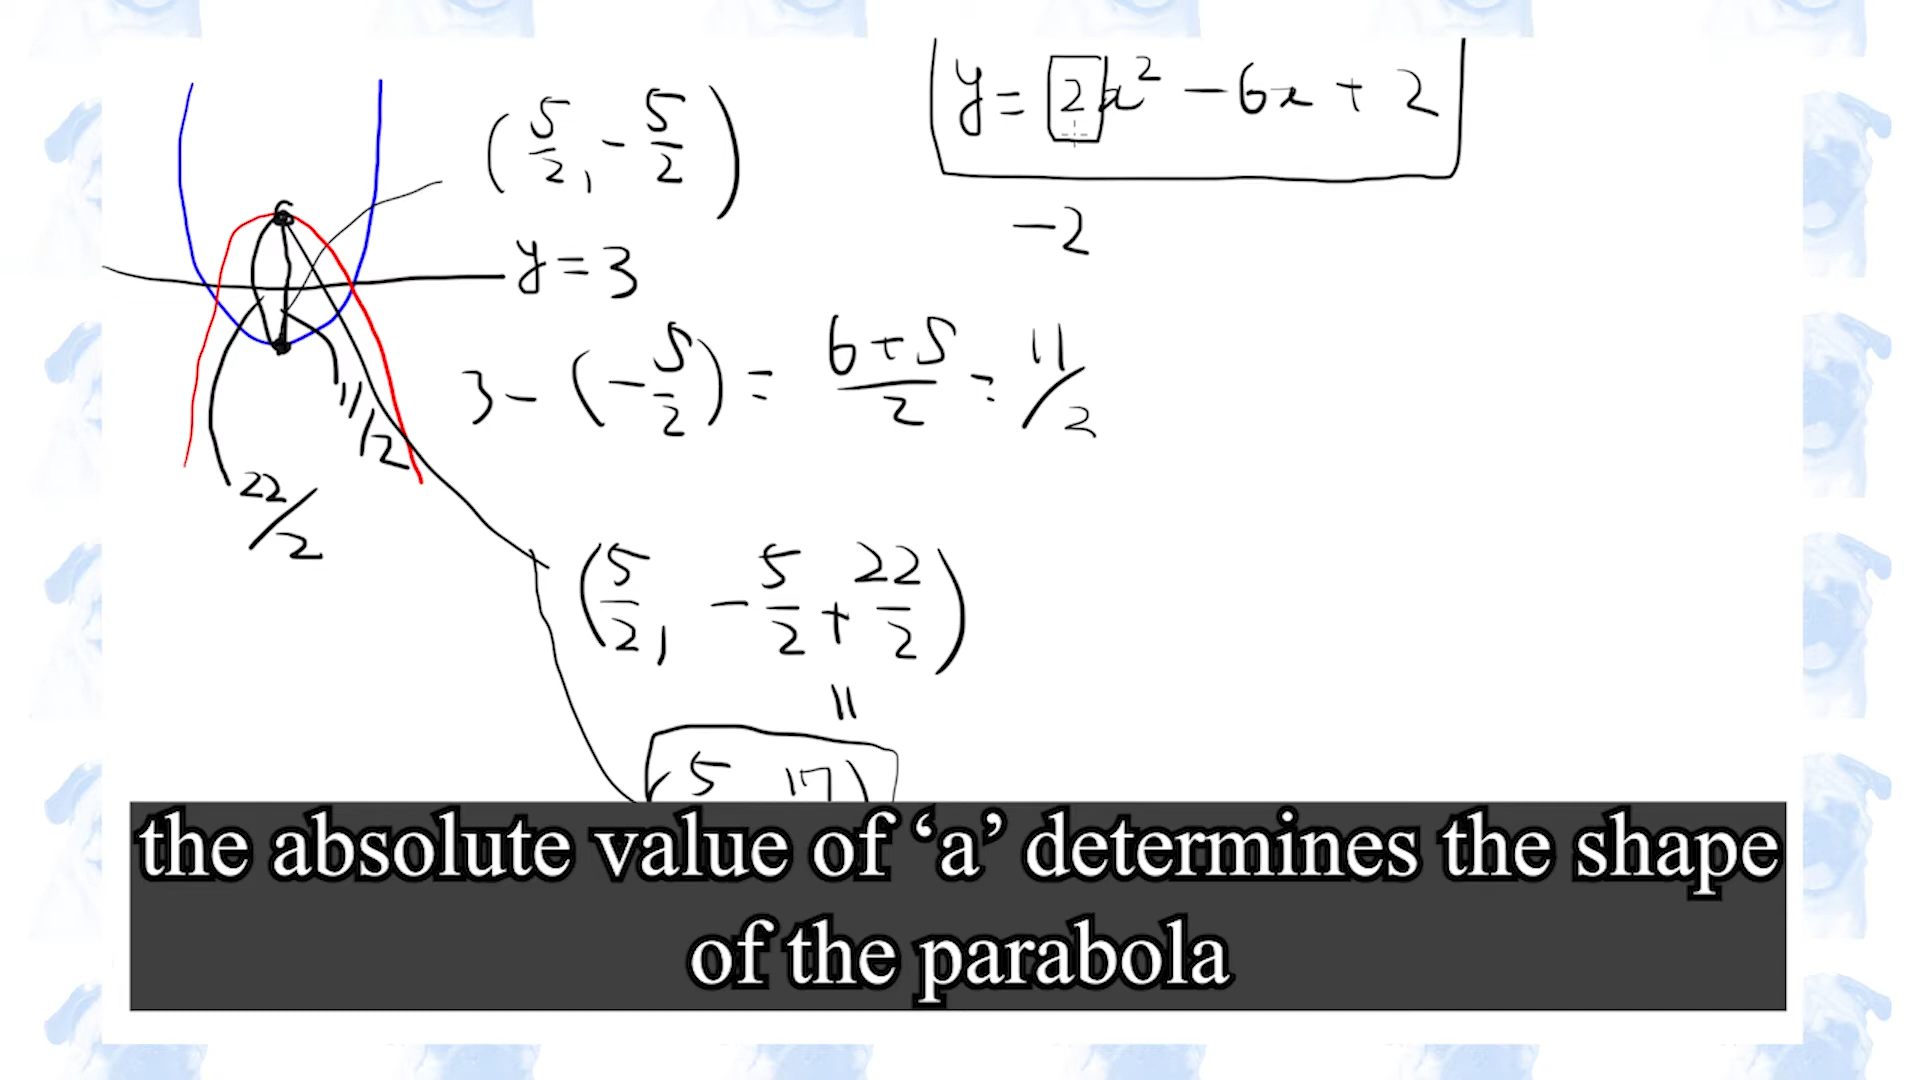 (5/2, -5/2)
y = 2x² - 6x + 2
-2
y = 3
3 - (-5/2) = 6+5/2 = 11/2
11/2
22/2
(5/2, -5/2 + 22/2)
11
(5 17)
the absolute value of ‘a’ determines the shape
of the parabola